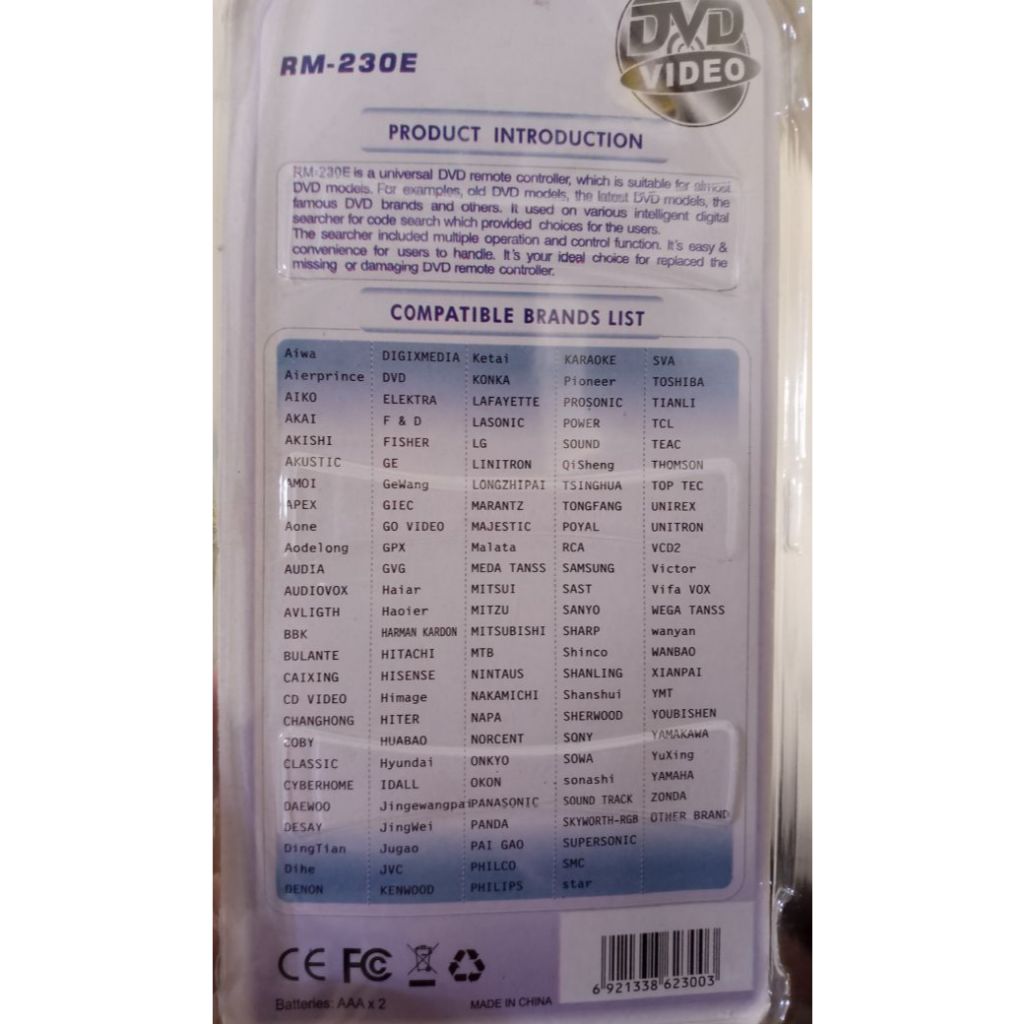 DVD
VIDEO
RM-230E
PRODUCT INTRODUCTION
RM-230E is a universal DVD remote controller, which is suitable for almost
DVD models. For examples, old DVD models, the latest DVD models, the
famous DVD brands and others. It used on various intelligent digital
searcher for code search which provided choices for the users.
The searcher included multiple operation and control function. It's easy &
convenience for users to handle. It's your ideal choice for replaced the
missing or damaging DVD remote controller.
COMPATIBLE BRANDS LIST
Aiwa
Aierprince
AIKO
AKAI
AKISHI
AKUSTIC
AMOI
APEX
Aone
Aodelong
AUDIA
AUDIOVOX
AVLIGTH
BBK
BULANTE
CAIXING
CD VIDEO
CHANGHONG
COBY
CLASSIC
CYBERHOME
DAEWOO
DESAY
DingTian
Dihe
DENON
DIGIXMEDIA
DVD
ELEKTRA
F & D
FISHER
GE
GeWang
GIEC
GO VIDEO
GPX
GVG
Haiar
Haoier
HARMAN KARDON
HITACHI
HISENSE
Himage
HITER
HUABAO
Hyundai
IDALL
Jingewangpai
JingWei
Jugao
JVC
KENWOOD
Ketai
KONKA
LAFAYETTE
LASONIC
LG
LINITRON
LONGZHIPAI
MARANTZ
MAJESTIC
Malata
MEDA TANSS
MITSUI
MITZU
MITSUBISHI
MTB
NINTAUS
NAKAMICHI
NAPA
NORCENT
ONKYO
OKON
PANASONIC
PANDA
PAI GAO
PHILCO
PHILIPS
KARAOKE
Pioneer
PROSONIC
POWER
SOUND
QiSheng
TSINGHUA
TONGFANG
POYAL
RCA
SAMSUNG
SAST
SANYO
SHARP
Shinco
SHANLING
Shanshui
SHERWOOD
SONY
SOWA
sonashi
SOUND TRACK
SKYWORTH-RGB
SUPERSONIC
SMC
star
SVA
TOSHIBA
TIANLI
TCL
TEAC
THOMSON
TOP TEC
UNIREX
UNITRON
VCD2
Victor
Vifa VOX
WEGA TANSS
wanyan
WANBAO
XIANPAI
YMT
YOUBISHEN
YAMAKAWA
YuXing
YAMAHA
ZONDA
OTHER BRAND
CE FC
Batteries: AAA x 2
MADE IN CHINA
6 921338 623003